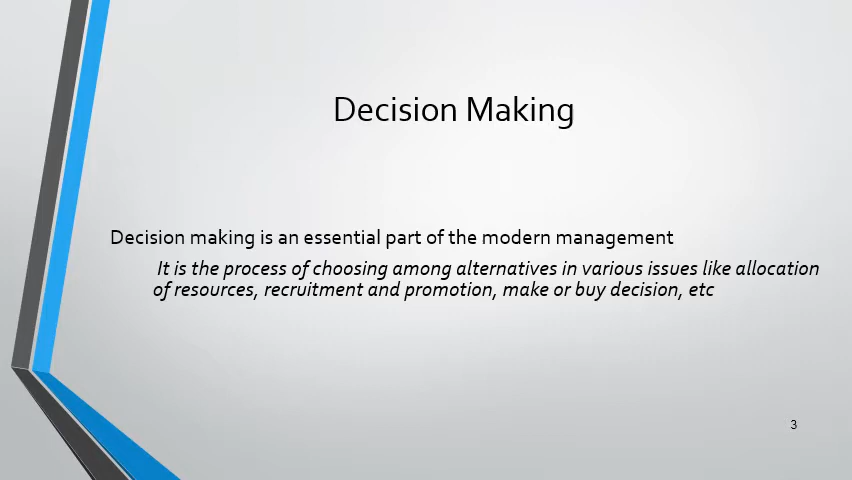 Decision Making
Decision making is an essential part of the modern management
It is the process of choosing among alternatives in various issues like allocation
of resources, recruitment and promotion, make or buy decision, etc
3